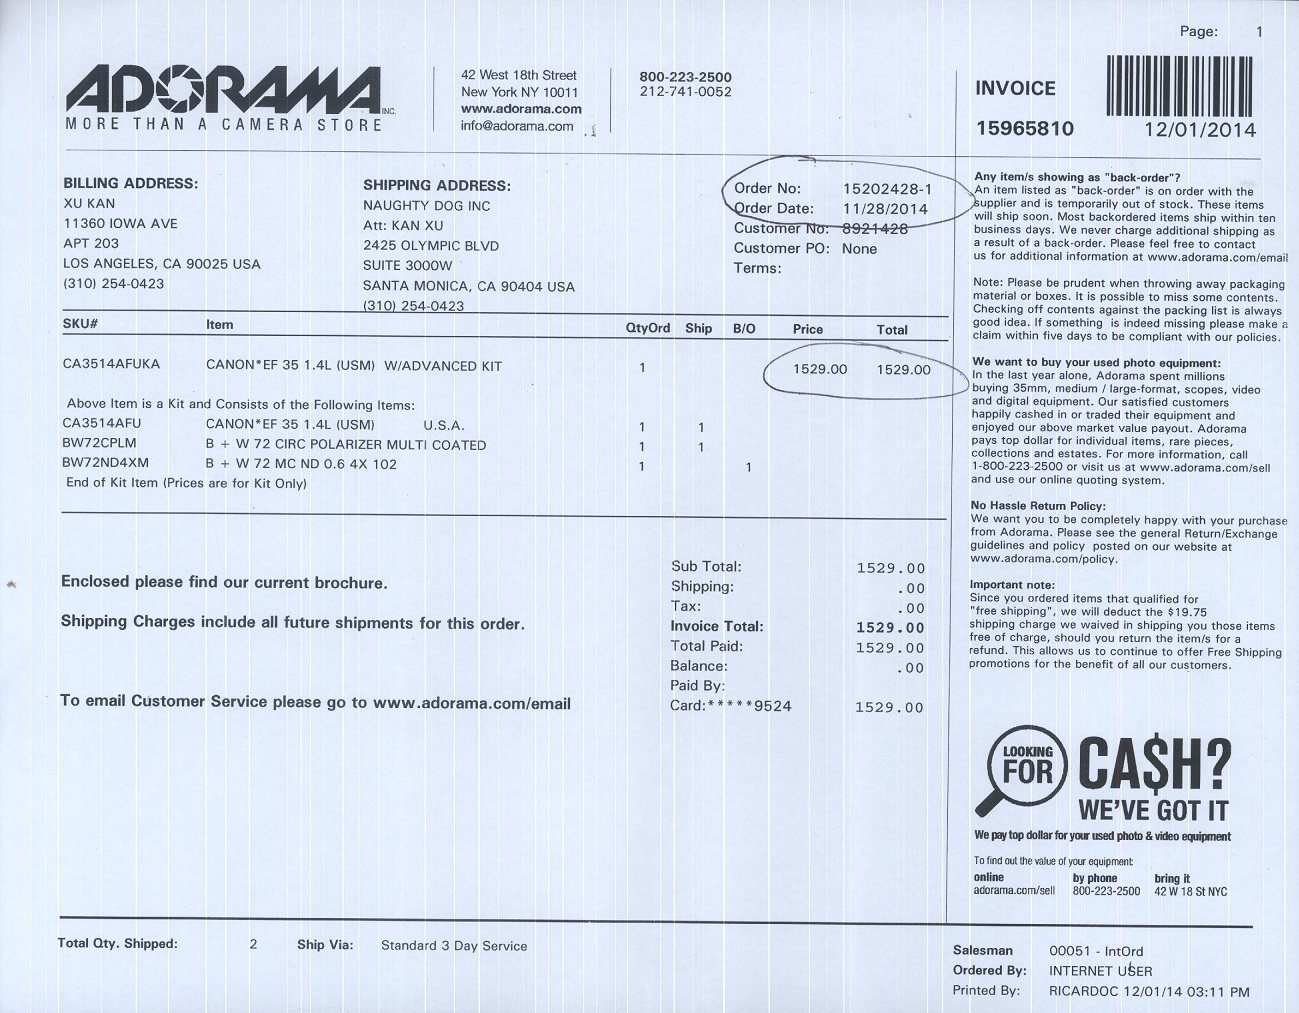 Page: 1
ADORAMA INC.
MORE THAN A CAMERA STORE
42 West 18th Street
New York NY 10011
www.adorama.com
info@adorama.com
800-223-2500
212-741-0052
INVOICE
15965810
12/01/2014
BILLING ADDRESS:
XU KAN
11360 IOWA AVE
APT 203
LOS ANGELES, CA 90025 USA
(310) 254-0423
SHIPPING ADDRESS:
NAUGHTY DOG INC
Att: KAN XU
2425 OLYMPIC BLVD
SUITE 3000W
SANTA MONICA, CA 90404 USA
(310) 254-0423
Order No: 15202428-1
Order Date: 11/28/2014
Customer No: 8921428
Customer PO: None
Terms:
SKU# Item QtyOrd Ship B/O Price Total
CA3514AFUKA CANON*EF 35 1.4L (USM) W/ADVANCED KIT 1 1529.00 1529.00
Above Item is a Kit and Consists of the Following Items:
CA3514AFU CANON*EF 35 1.4L (USM) U.S.A. 1 1
BW72CPLM B + W 72 CIRC POLARIZER MULTI COATED 1 1
BW72ND4XM B + W 72 MC ND 0.6 4X 102 1 1
End of Kit Item (Prices are for Kit Only)
Enclosed please find our current brochure.
Shipping Charges include all future shipments for this order.
To email Customer Service please go to www.adorama.com/email
Sub Total: 1529.00
Shipping: .00
Tax: .00
Invoice Total: 1529.00
Total Paid: 1529.00
Balance: .00
Paid By:
Card:*****9524 1529.00
Any item/s showing as "back-order"?
An item listed as "back-order" is on order with the
supplier and is temporarily out of stock. These items
will ship soon. Most backordered items ship within ten
business days. We never charge additional shipping as
a result of a back-order. Please feel free to contact
us for additional information at www.adorama.com/email
Note: Please be prudent when throwing away packaging
material or boxes. It is possible to miss some contents.
Checking off contents against the packing list is always
good idea. If something is indeed missing please make a
claim within five days to be compliant with our policies.
We want to buy your used photo equipment:
In the last year alone, Adorama spent millions
buying 35mm, medium / large-format, scopes, video
and digital equipment. Our satisfied customers
happily cashed in or traded their equipment and
enjoyed our above market value payout. Adorama
pays top dollar for individual items, rare pieces,
collections and estates. For more information, call
1-800-223-2500 or visit us at www.adorama.com/sell
and use our online quoting system.
No Hassle Return Policy:
We want you to be completely happy with your purchase
from Adorama. Please see the general Return/Exchange
guidelines and policy posted on our website at
www.adorama.com/policy.
Important note:
Since you ordered items that qualified for
"free shipping", we will deduct the $19.75
shipping charge we waived in shipping you those items
free of charge, should you return the item/s for a
refund. This allows us to continue to offer Free Shipping
promotions for the benefit of all our customers.
LOOKING
FOR
CA$H?
WE'VE GOT IT
We pay top dollar for your used photo & video equipment
To find out the value of your equipment:
online by phone bring it
adorama.com/sell 800-223-2500 42 W 18 St NYC
Total Qty. Shipped: 2 Ship Via: Standard 3 Day Service
Salesman 00051 - IntOrd
Ordered By: INTERNET USER
Printed By: RICARDOC 12/01/14 03:11 PM